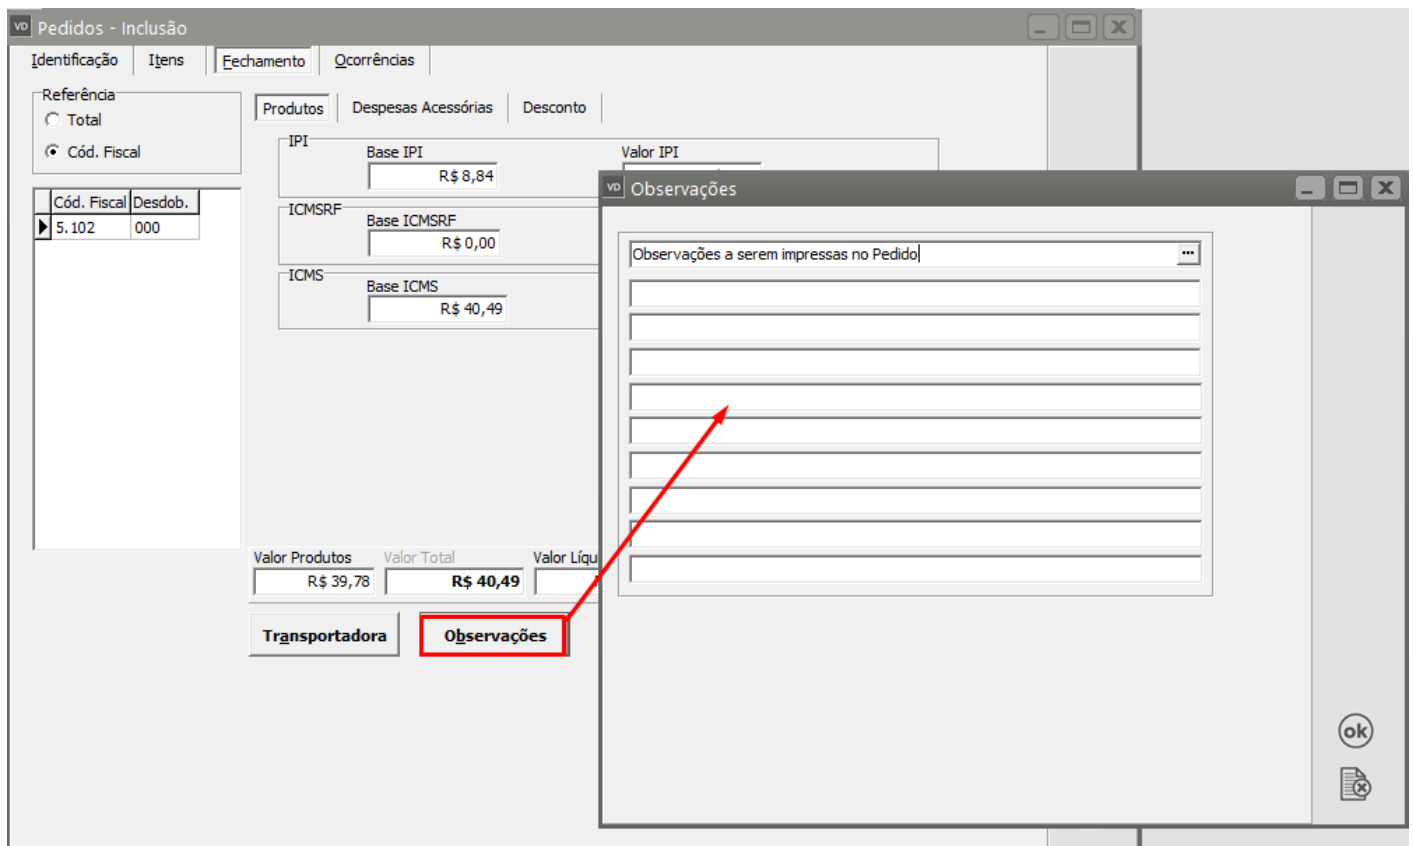 VD Pedidos - Inclusão
Identificação Itens Fechamento Ocorrências
Referência
Total
Cód. Fiscal
Cód. Fiscal Desdob.
5.102 000
Produtos Despesas Acessórias Desconto
IPI
Base IPI Valor IPI
R$ 8,84
ICMSRF
Base ICMSRF
R$ 0,00
ICMS
Base ICMS
R$ 40,49
Valor Produtos Valor Total Valor Líqu
R$ 39,78 R$ 40,49
Transportadora Observações
VD Observações
Observações a serem impressas no Pedido ...
ok